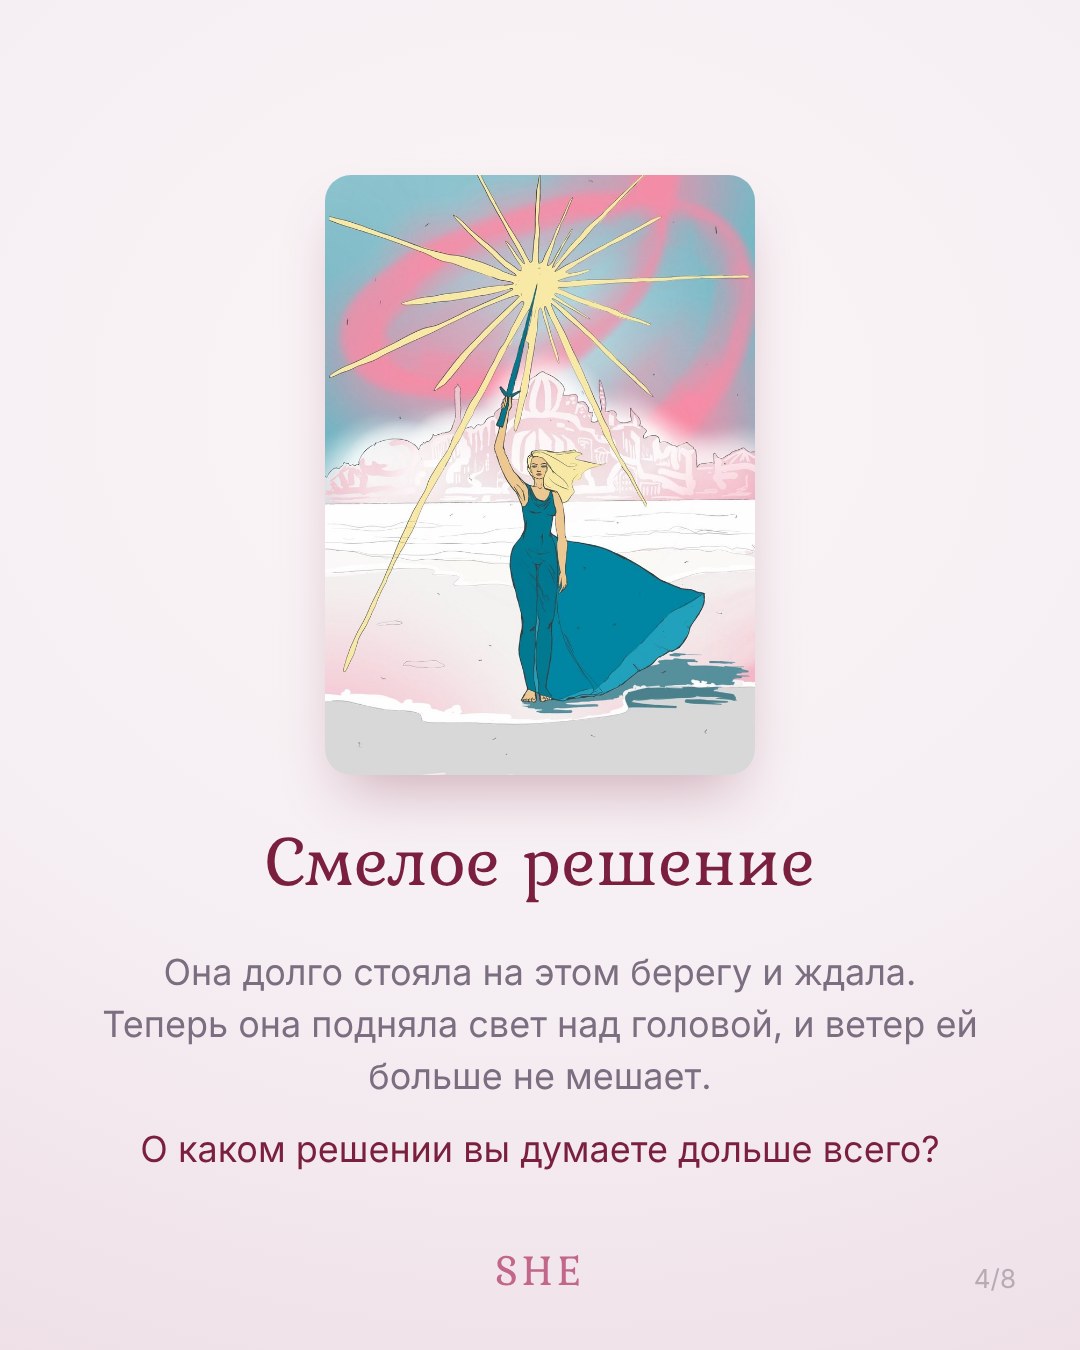 Смелое решение
Она долго стояла на этом берегу и ждала.
Теперь она подняла свет над головой, и ветер ей
больше не мешает.
О каком решении вы думаете дольше всего?
SHE
4/8